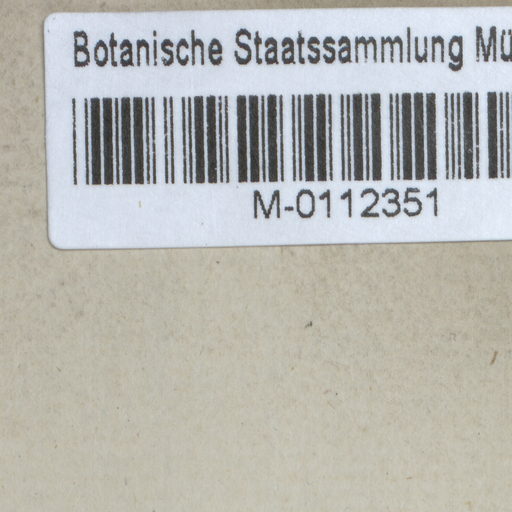 Botanische Staatssammlung Mü
M-0112351